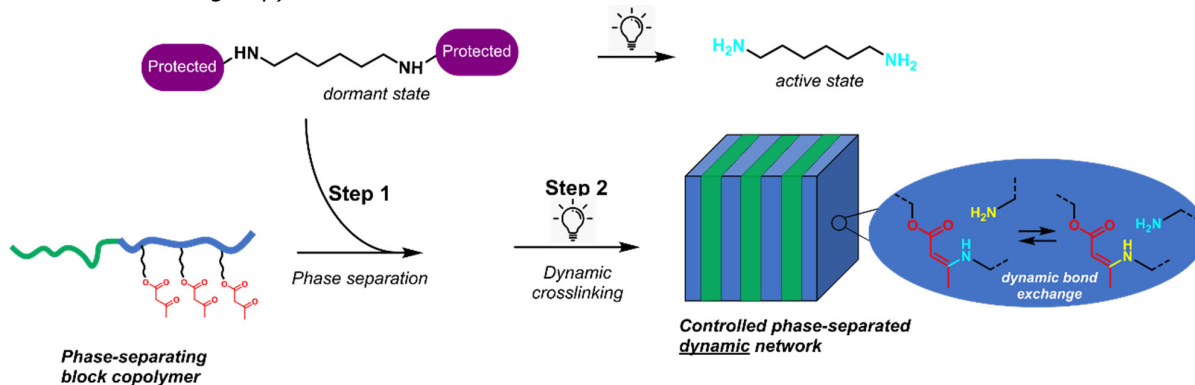 Protected
HN
NH
Protected
dormant state
H₂N
NH₂
active state
Step 1
Phase separation
Step 2
Dynamic
crosslinking
O
O
O
O
O
O
O
O
O
Phase-separating
block copolymer
Controlled phase-separated
dynamic network
O
O
H
N
H₂N
O
O
H
N
H₂N
dynamic bond
exchange